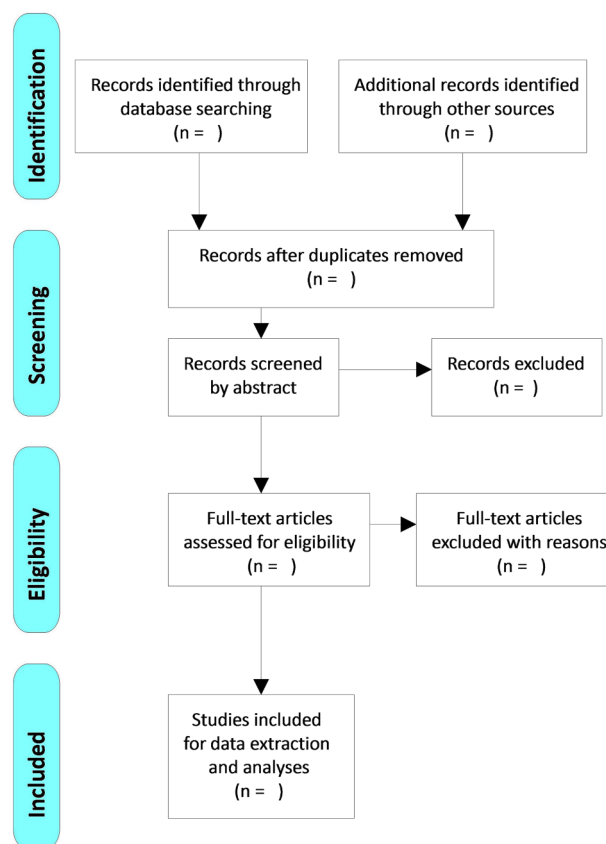 Identification
Records identified through
database searching
(n =   )
Additional records identified
through other sources
(n =   )
Screening
Records after duplicates removed
(n =   )
Records screened
by abstract
Records excluded
(n =  )
Eligibility
Full-text articles
assessed for eligibility
(n =   )
Full-text articles
excluded with reasons
(n =   )
Included
Studies included
for data extraction
and analyses
(n =   )